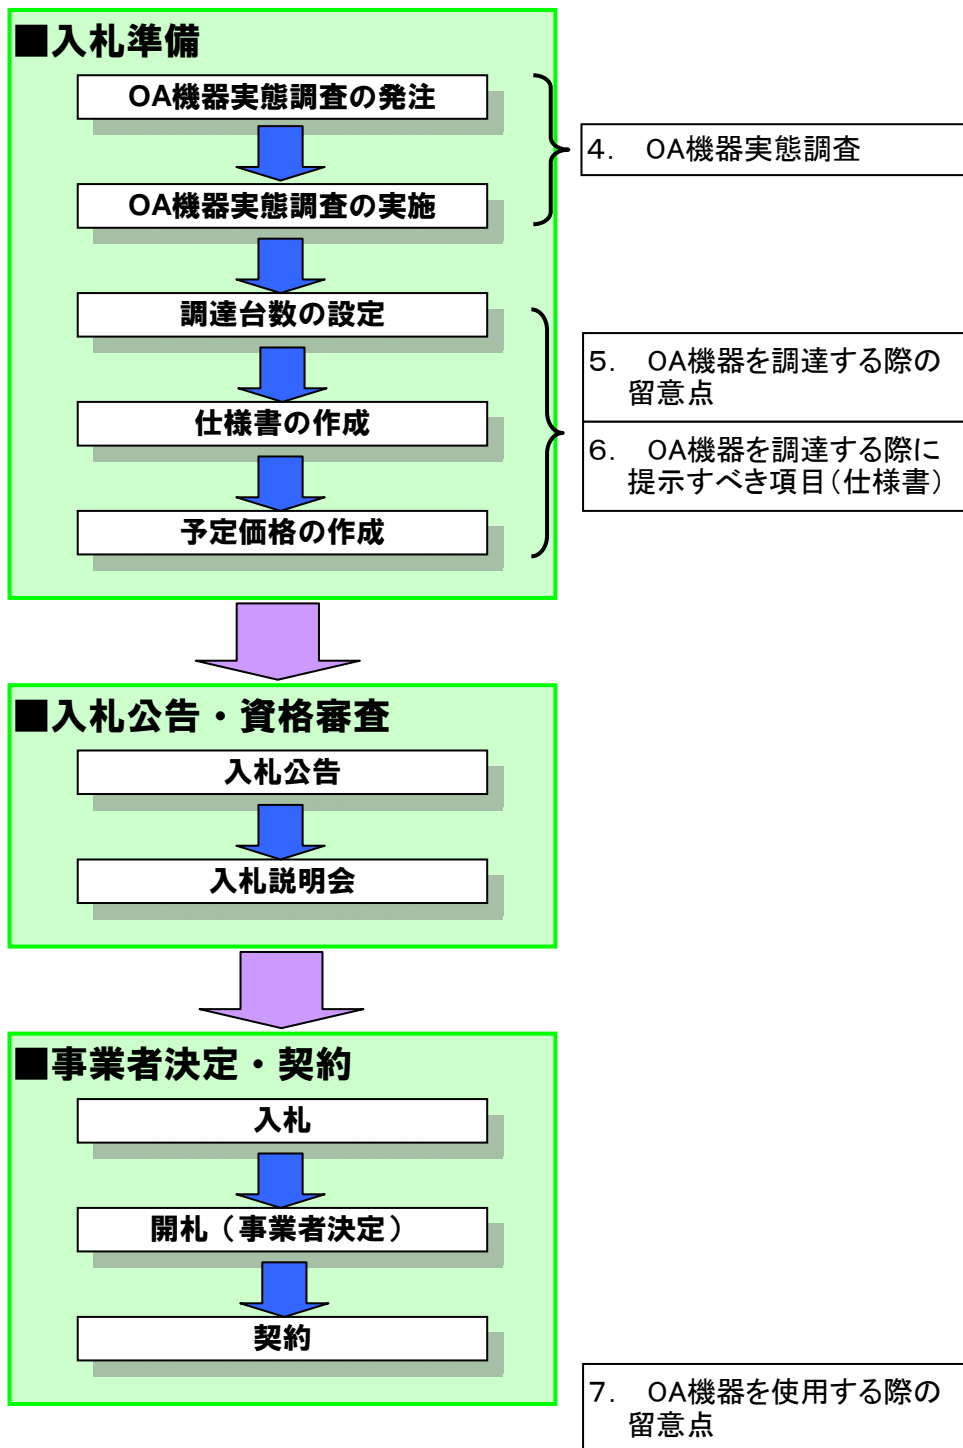 ■入札準備
OA機器実態調査の発注
OA機器実態調査の実施
4.　OA機器実態調査
調達台数の設定
仕様書の作成
予定価格の作成
5.　OA機器を調達する際の
留意点
6.　OA機器を調達する際に
提示すべき項目(仕様書)
■入札公告・資格審査
入札公告
入札説明会
■事業者決定・契約
入札
開札（事業者決定）
契約
7.　OA機器を使用する際の
留意点